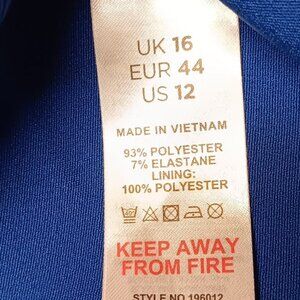 UK 16
EUR 44
US 12
MADE IN VIETNAM
93% POLYESTER
7% ELASTANE
LINING:
100% POLYESTER
KEEP AWAY
FROM FIRE
STYLE NO 196012